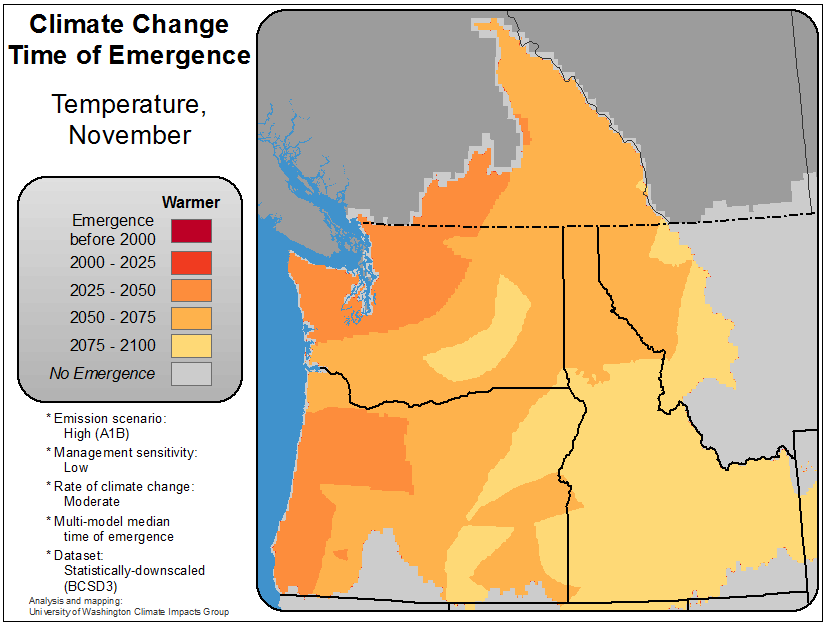 Climate Change
Time of Emergence
Temperature,
November
Warmer
Emergence
before 2000
2000 - 2025
2025 - 2050
2050 - 2075
2075 - 2100
No Emergence
* Emission scenario:
High (A1B)
* Management sensitivity:
Low
* Rate of climate change:
Moderate
* Multi-model median
time of emergence
* Dataset:
Statistically-downscaled
(BCSD3)
Analysis and mapping:
University of Washington Climate Impacts Group